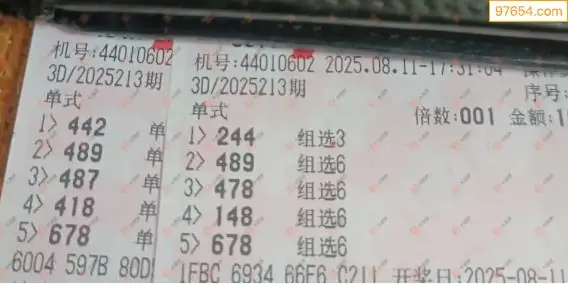 97654.com
机号:44010602
3D/2025213期
单式
1> 442 单
2> 489 单
3> 487 单
4> 418 单
5> 678 单
6004 597B 80D
机号:44010602 2025.08.11-17:31:04
3D/2025213期
序号:
单式
倍数:001 金额:1
1> 244 组选3
2> 489 组选6
3> 478 组选6
4> 148 组选6
5> 678 组选6
1FBC 6934 66F6 C211 开奖日:2025-08-11